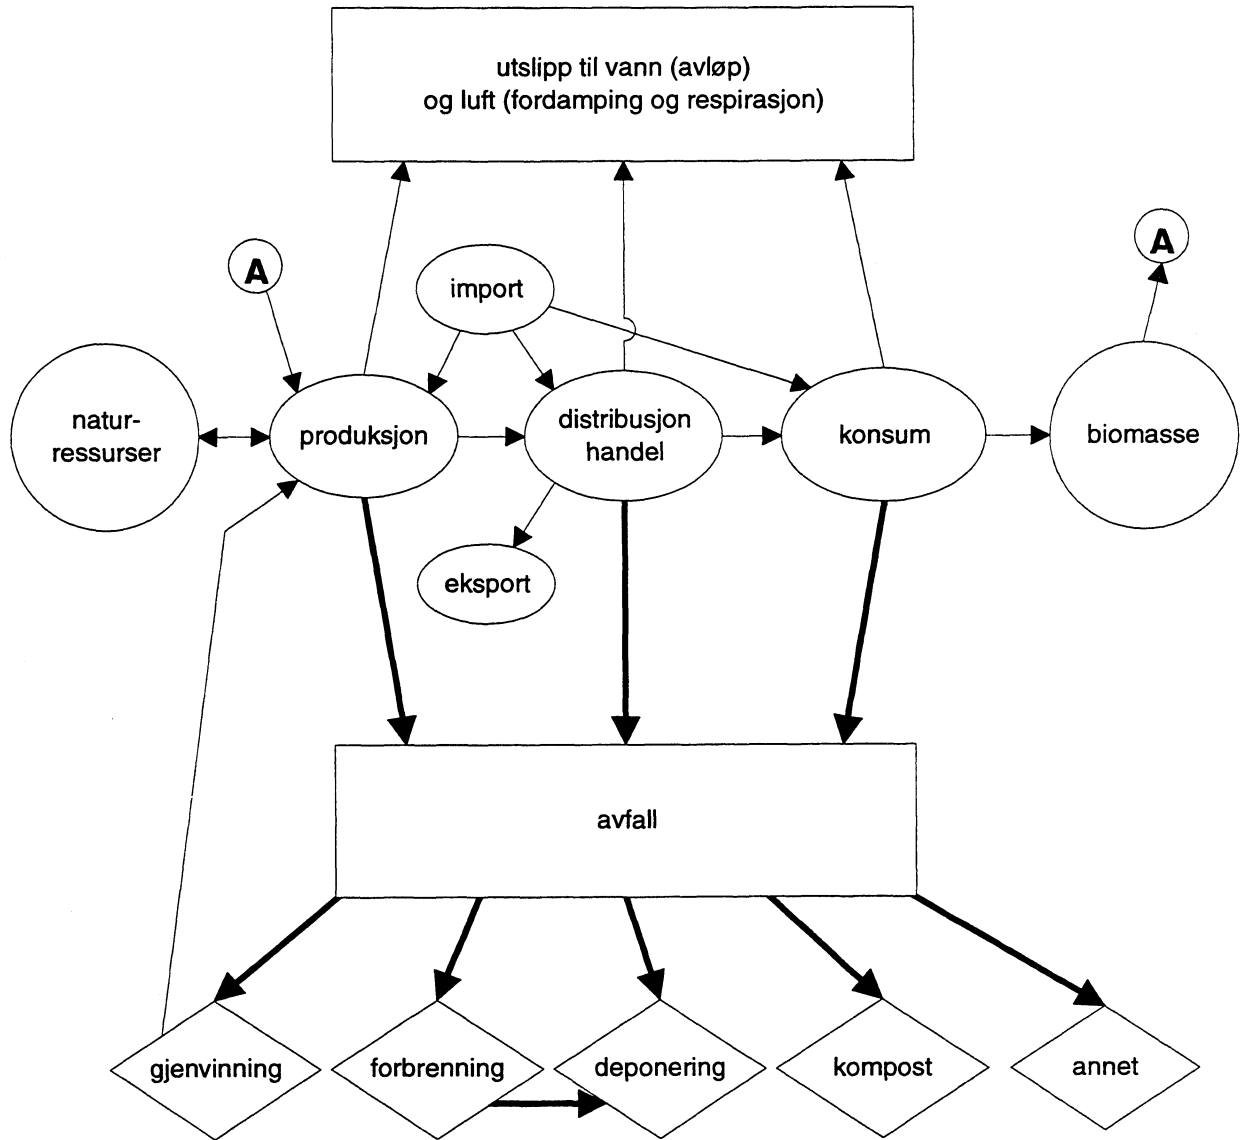 utslipp til vann (avløp)
og luft (fordamping og respirasjon)
A
A
import
natur-
ressurser
produksjon
distribusjon
handel
konsum
biomasse
eksport
avfall
gjenvinning
forbrenning
deponering
kompost
annet